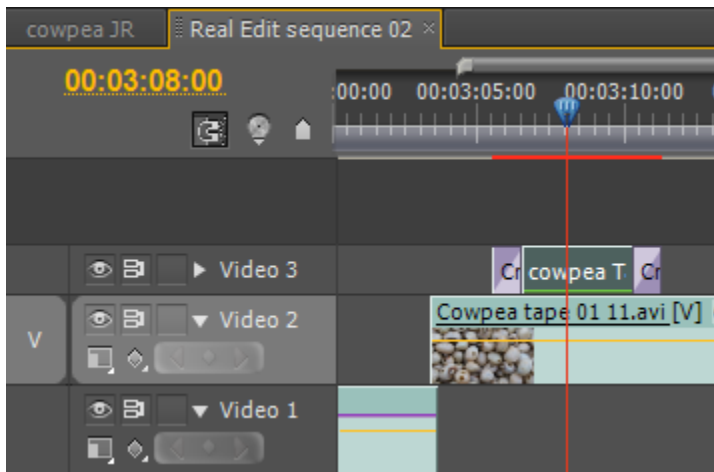 cowpea JR
Real Edit sequence 02
00:03:08:00
:00:00 00:03:05:00 00:03:10:00
Video 3
Cr cowpea T Cr
V
Video 2
Cowpea tape 01 11.avi [V]
Video 1